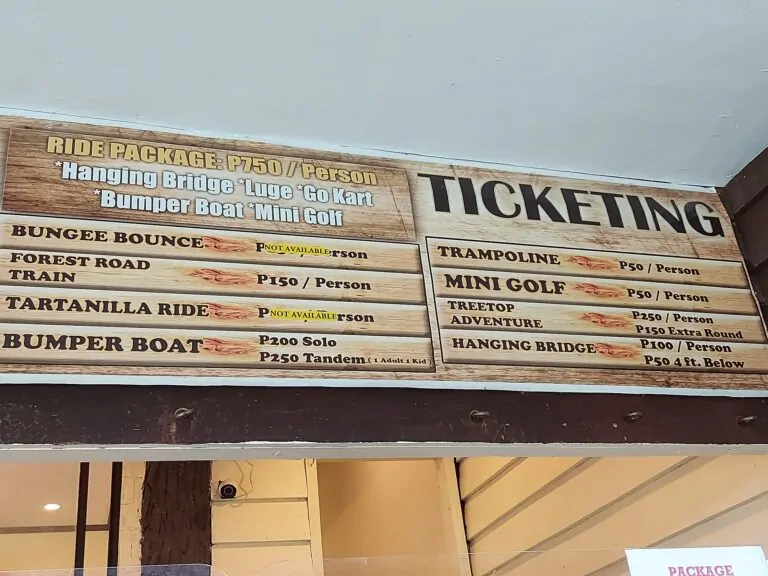 RIDE PACKAGE: P750 / Person
*Hanging Bridge *Luge *Go Kart
*Bumper Boat *Mini Golf
BUNGEE BOUNCE P NOT AVAILABLE rson
FOREST ROAD
TRAIN P150 / Person
TARTANILLA RIDE P NOT AVAILABLE rson
BUMPER BOAT P200 Solo
P250 Tandem ( 1 Adult 1 Kid )
TICKETING
TRAMPOLINE P50 / Person
MINI GOLF P50 / Person
TREETOP P250 / Person
ADVENTURE P150 Extra Round
HANGING BRIDGE P100 / Person
P50 4 ft. Below
PACKAGE